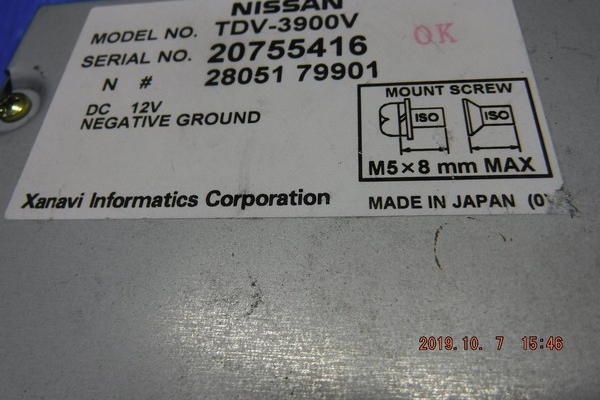 NISSAN
MODEL NO. TDV-3900V
SERIAL NO. 20755416
OK
N # 28051 79901
DC 12V
NEGATIVE GROUND
MOUNT SCREW
ISO ISO
M5×8 mm MAX
Xanavi Informatics Corporation
MADE IN JAPAN (0
2019.10. 7 15:46